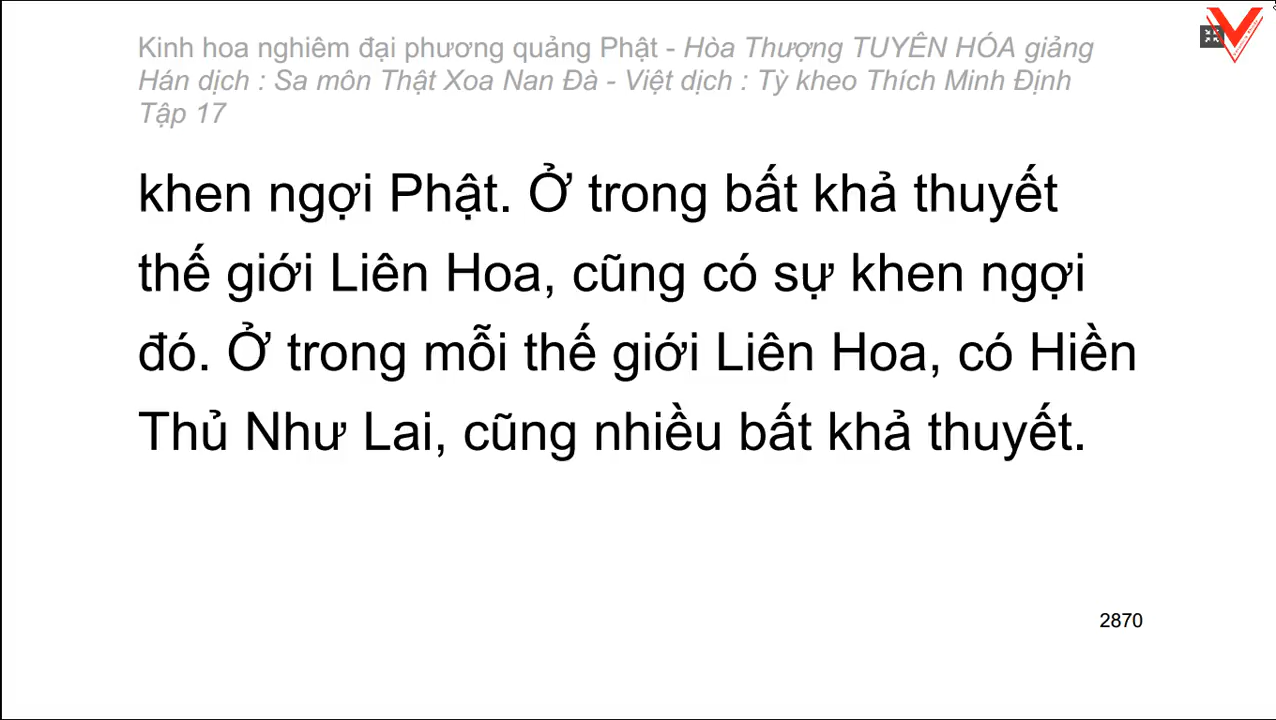 Kinh hoa nghiêm đại phương quảng Phật - Hòa Thượng TUYÊN HÓA giảng
Hán dịch : Sa môn Thật Xoa Nan Đà - Việt dịch : Tỳ kheo Thích Minh Định
Tập 17
khen ngợi Phật. Ở trong bất khả thuyết
thế giới Liên Hoa, cũng có sự khen ngợi
đó. Ở trong mỗi thế giới Liên Hoa, có Hiền
Thủ Như Lai, cũng nhiều bất khả thuyết.
2870